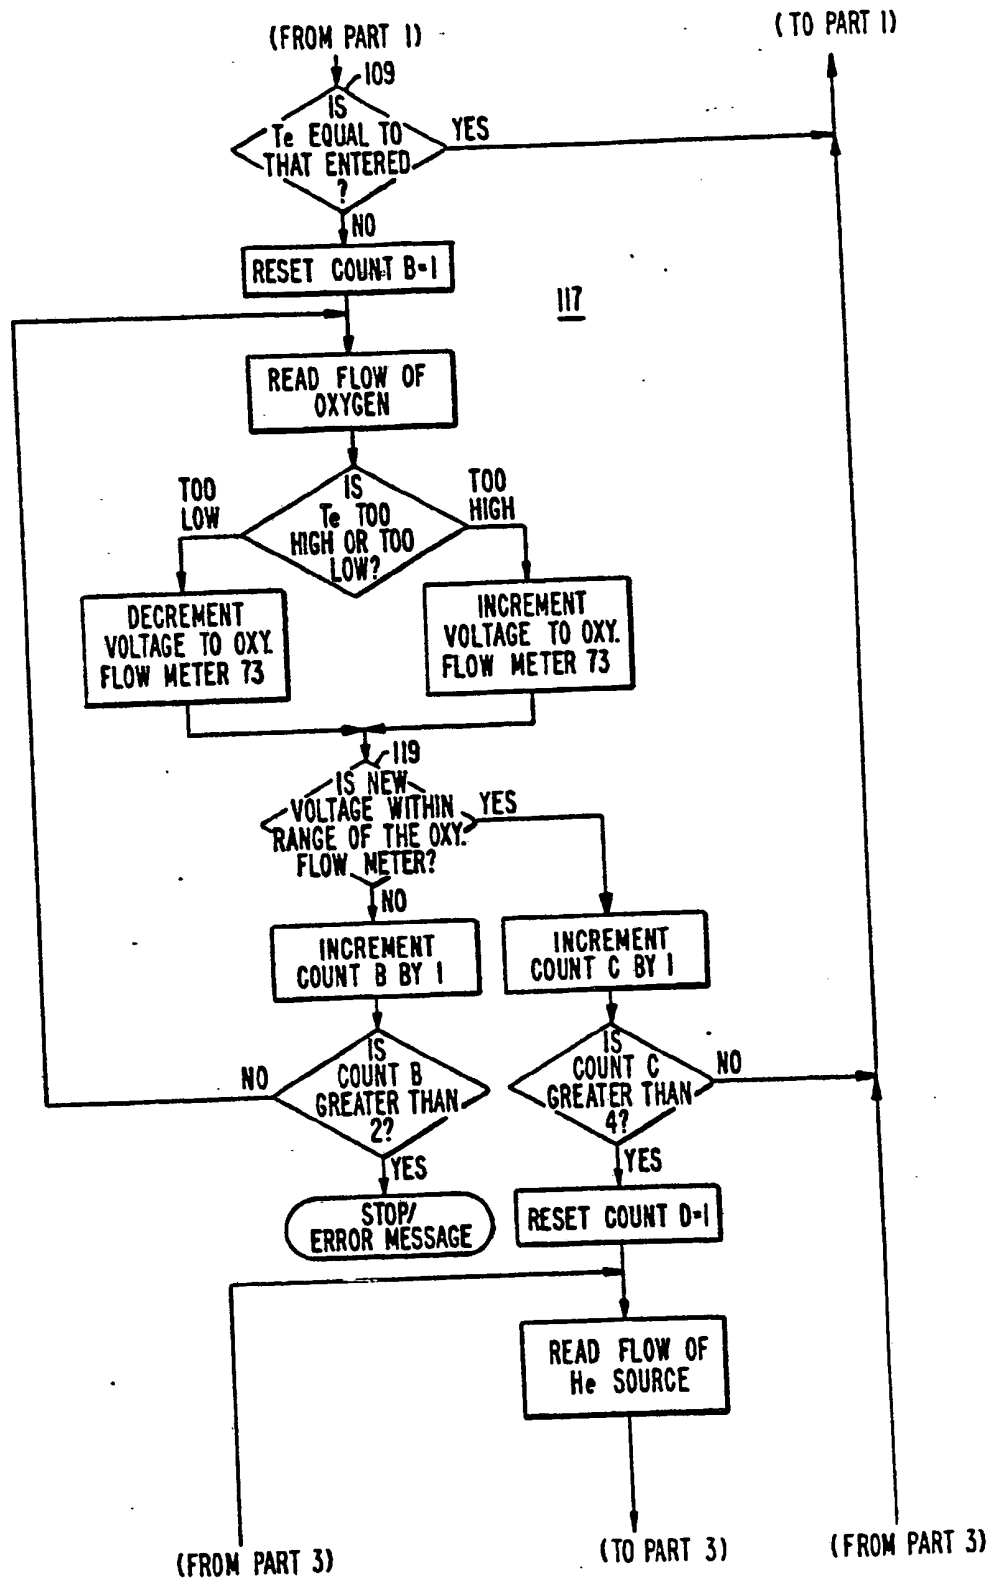 (FROM PART 1)
(TO PART 1)
109
IS
Te EQUAL TO
THAT ENTERED
?
YES
NO
RESET COUNT B=1
117
READ FLOW OF
OXYGEN
TOO
LOW
IS
Te TOO
HIGH OR TOO
LOW?
TOO
HIGH
DECREMENT
VOLTAGE TO OXY.
FLOW METER 73
INCREMENT
VOLTAGE TO OXY.
FLOW METER 73
119
IS NEW
VOLTAGE WITHIN
RANGE OF THE OXY.
FLOW METER?
YES
NO
INCREMENT
COUNT B BY 1
INCREMENT
COUNT C BY 1
NO
IS
COUNT B
GREATER THAN
2?
IS
COUNT C
GREATER THAN
4?
NO
YES
YES
STOP/
ERROR MESSAGE
RESET COUNT D=1
READ FLOW OF
He SOURCE
(FROM PART 3)
(TO PART 3)
(FROM PART 3)